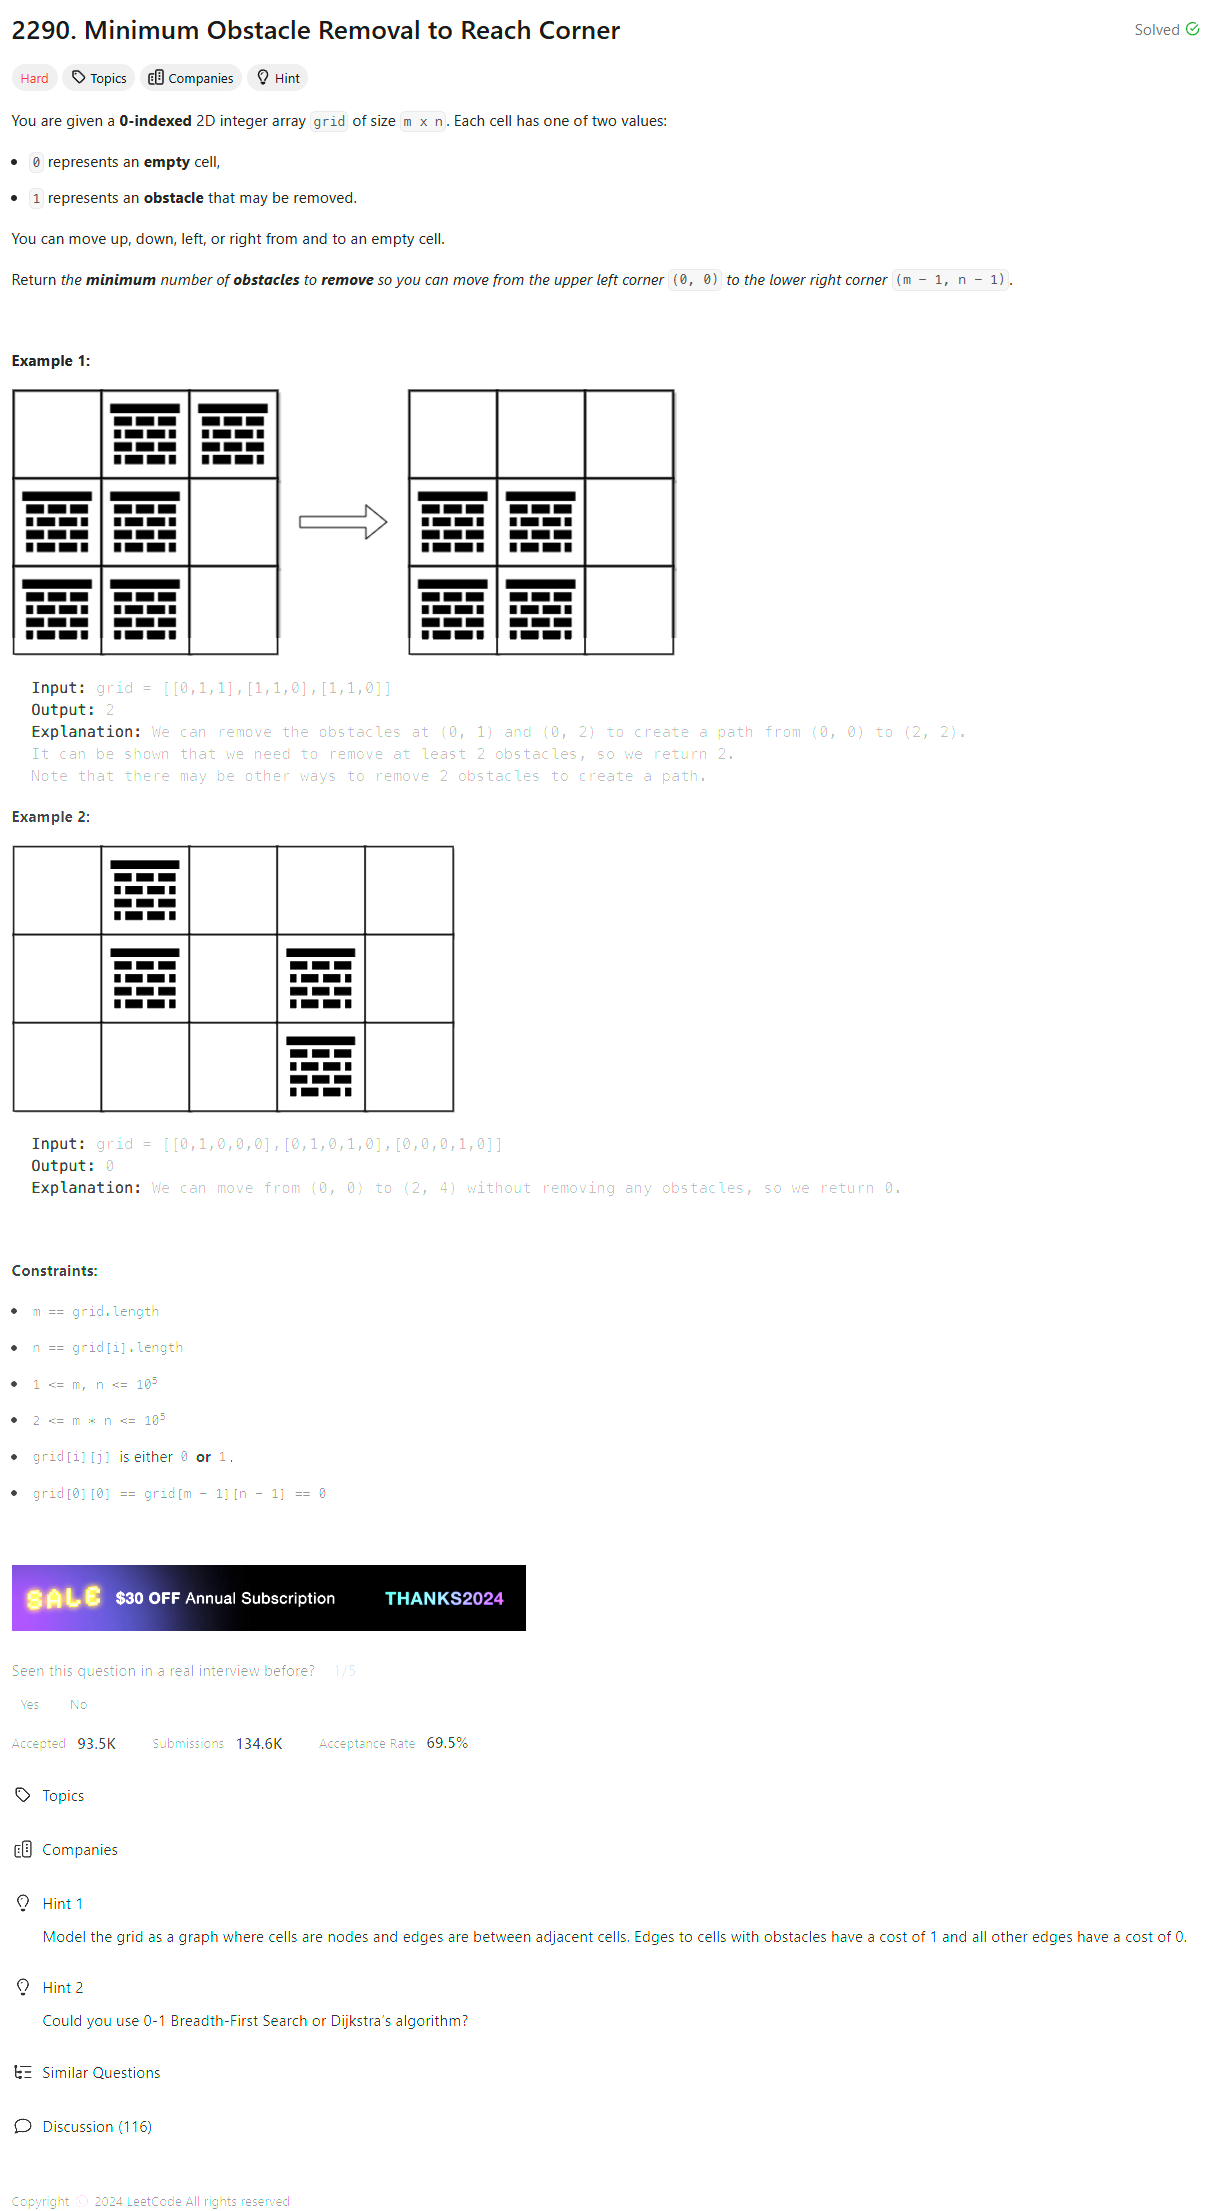 2290. Minimum Obstacle Removal to Reach Corner
Solved
Hard Topics Companies Hint
You are given a 0-indexed 2D integer array grid of size m x n. Each cell has one of two values:
0 represents an empty cell,
1 represents an obstacle that may be removed.
You can move up, down, left, or right from and to an empty cell.
Return the minimum number of obstacles to remove so you can move from the upper left corner (0, 0) to the lower right corner (m - 1, n - 1).
Example 1:
Input: grid = [[0,1,1],[1,1,0],[1,1,0]]
Output: 2
Explanation: We can remove the obstacles at (0, 1) and (0, 2) to create a path from (0, 0) to (2, 2).
It can be shown that we need to remove at least 2 obstacles, so we return 2.
Note that there may be other ways to remove 2 obstacles to create a path.
Example 2:
Input: grid = [[0,1,0,0,0],[0,1,0,1,0],[0,0,0,1,0]]
Output: 0
Explanation: We can move from (0, 0) to (2, 4) without removing any obstacles, so we return 0.
Constraints:
m == grid.length
n == grid[i].length
1 <= m, n <= 10⁵
2 <= m * n <= 10⁵
grid[i][j] is either 0 or 1.
grid[0][0] == grid[m - 1][n - 1] == 0
SALE $30 OFF Annual Subscription THANKS2024
Seen this question in a real interview before? 1/5
Yes No
Accepted 93.5K Submissions 134.6K Acceptance Rate 69.5%
Topics
Companies
Hint 1
Model the grid as a graph where cells are nodes and edges are between adjacent cells. Edges to cells with obstacles have a cost of 1 and all other edges have a cost of 0.
Hint 2
Could you use 0-1 Breadth-First Search or Dijkstra's algorithm?
Similar Questions
Discussion (116)
Copyright © 2024 LeetCode All rights reserved